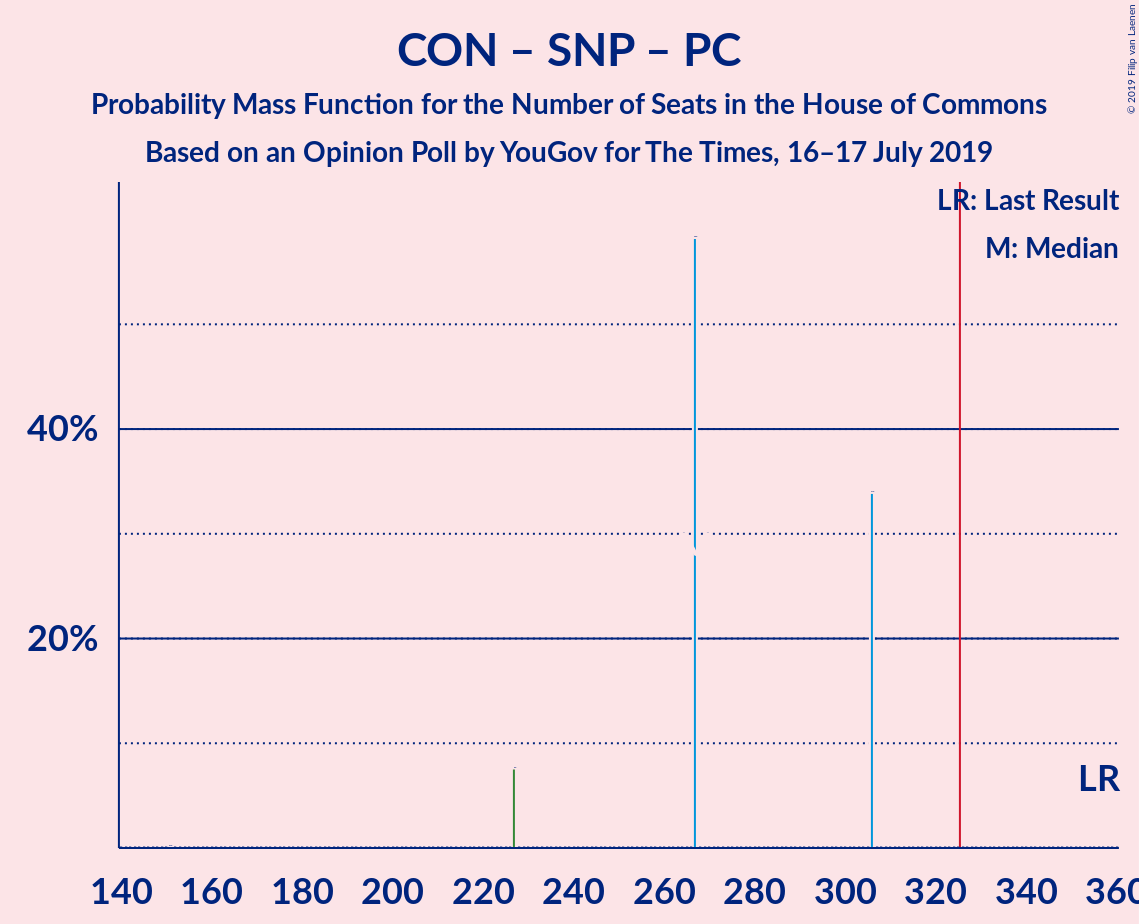 CON – SNP – PC
Probability Mass Function for the Number of Seats in the House of Commons
Based on an Opinion Poll by YouGov for The Times, 16–17 July 2019
© 2019 Filip van Laenen
LR: Last Result
M: Median
40%
20%
LR
140 160 180 200 220 240 260 280 300 320 340 360